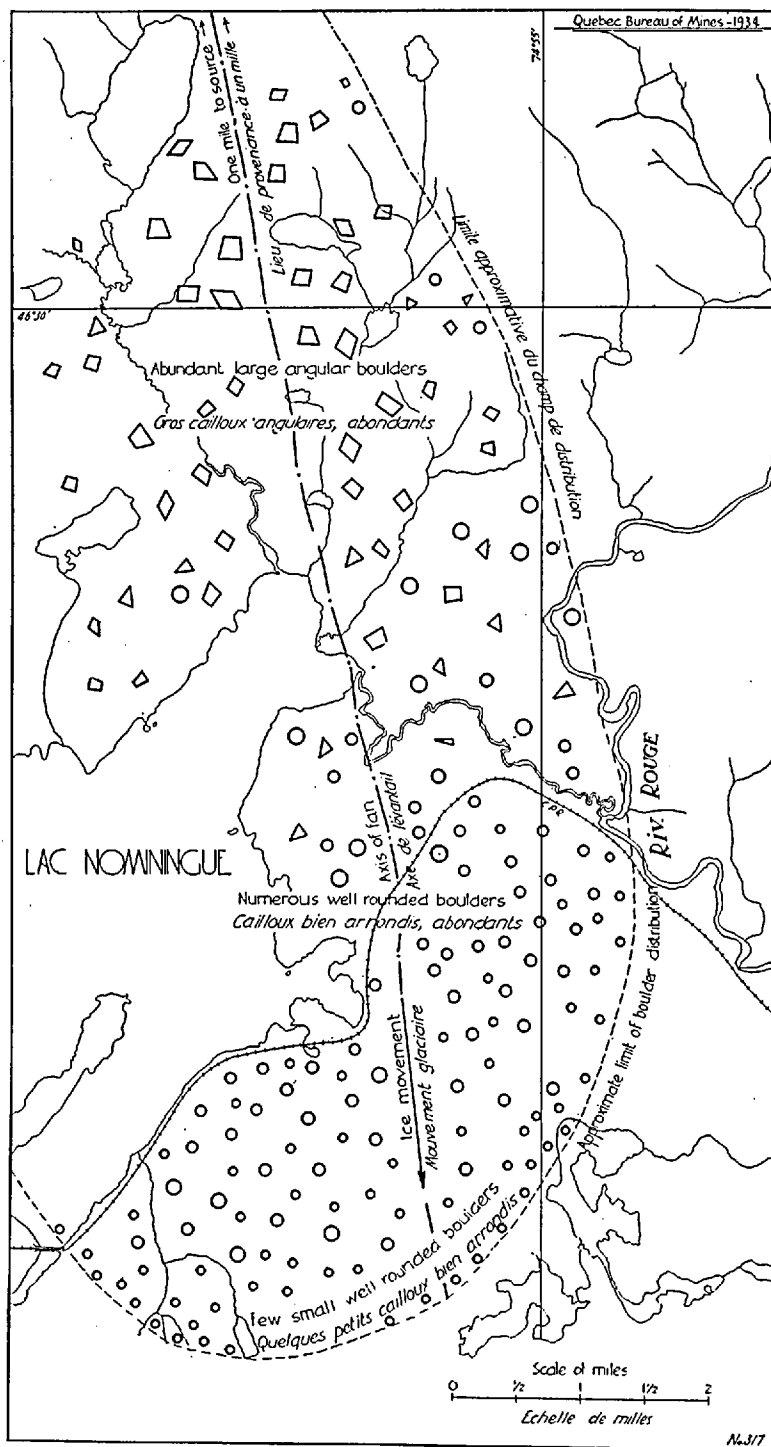 Quebec Bureau of Mines-1934
74°55'
One mile to source →
Lieu de provenance à un mille →
Limite approximative du champ de distribution
46°30'
Abundant large angular boulders
Gros cailloux angulaires, abondants
C.P.R.
RIV. ROUGE
Axis of fan
Axe de l'évantail
LAC NOMININGUE
Numerous well rounded boulders
Cailloux bien arrondis, abondants
Ice movement
Mouvement glaciaire
Approximate limit of boulder distribution
Few small well rounded boulders
Quelques petits cailloux bien arrondis
Scale of miles
0 1/2 1 1 1/2 2
Echelle de milles
No.317